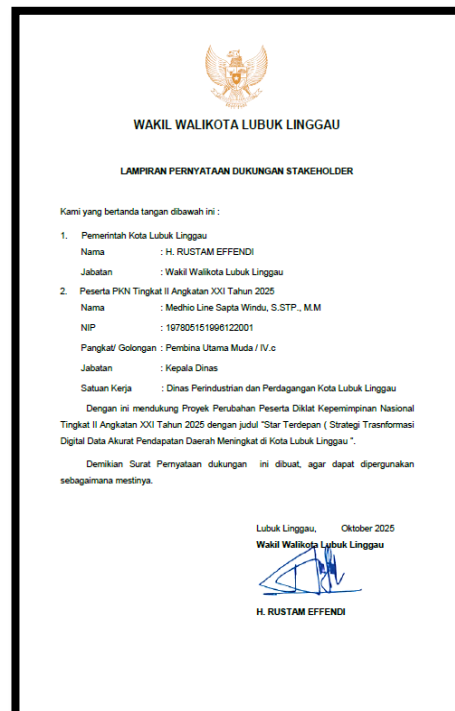 WAKIL WALIKOTA LUBUK LINGGAU
LAMPIRAN PERNYATAAN DUKUNGAN STAKEHOLDER
Kami yang bertanda tangan dibawah ini :
1. Pemerintah Kota Lubuk Linggau
Nama : H. RUSTAM EFFENDI
Jabatan : Wakil Walikota Lubuk Linggau
2. Peserta PKN Tingkat II Angkatan XXI Tahun 2025
Nama : Medhio Line Sapta Windu, S.STP., M.M
NIP : 197805151996122001
Pangkat/ Golongan : Pembina Utama Muda / IV.c
Jabatan : Kepala Dinas
Satuan Kerja : Dinas Perindustrian dan Perdagangan Kota Lubuk Linggau
Dengan ini mendukung Proyek Perubahan Peserta Diklat Kepemimpinan Nasional
Tingkat II Angkatan XXI Tahun 2025 dengan judul “Star Terdepan ( Strategi Trasnformasi
Digital Data Akurat Pendapatan Daerah Meningkat di Kota Lubuk Linggau “.
Demikian Surat Pernyataan dukungan ini dibuat, agar dapat dipergunakan
sebagaimana mestinya.
Lubuk Linggau, Oktober 2025
Wakil Walikota Lubuk Linggau
H. RUSTAM EFFENDI